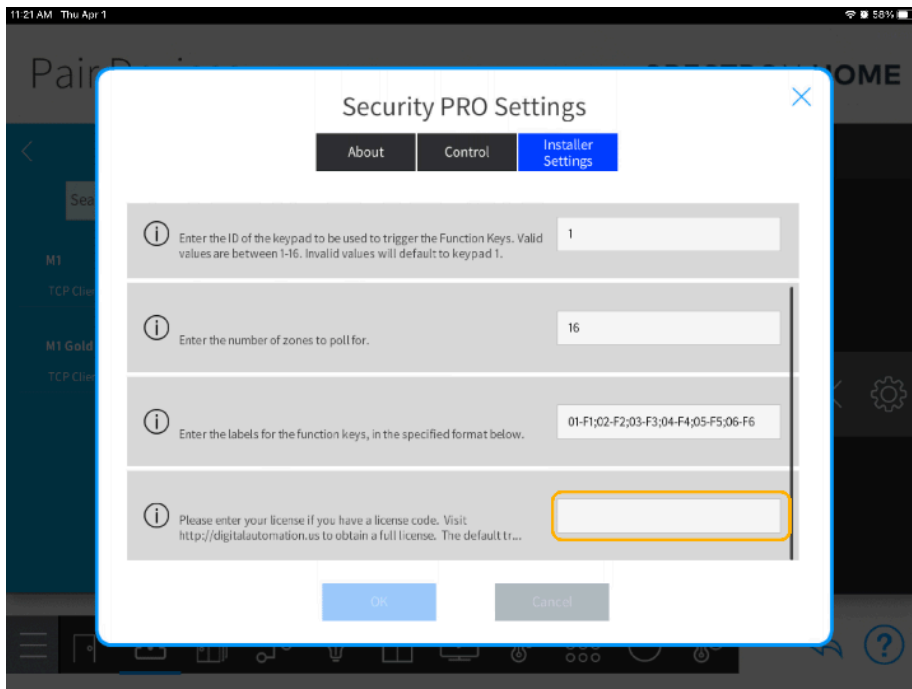 11:21 AM Thu Apr 1
58%
Pair
HOME
Security PRO Settings
About
Control
Installer
Settings
Sea
Enter the ID of the keypad to be used to trigger the Function Keys. Valid
values are between 1-16. Invalid values will default to keypad 1.
1
M1
TCP Clie
Enter the number of zones to poll for.
16
M1 Gold
TCP Clie
Enter the labels for the function keys, in the specified format below.
01-F1;02-F2;03-F3;04-F4;05-F5;06-F6
Please enter your license if you have a license code. Visit
http://digitalautomation.us to obtain a full license. The default tr...
OK
Cancel